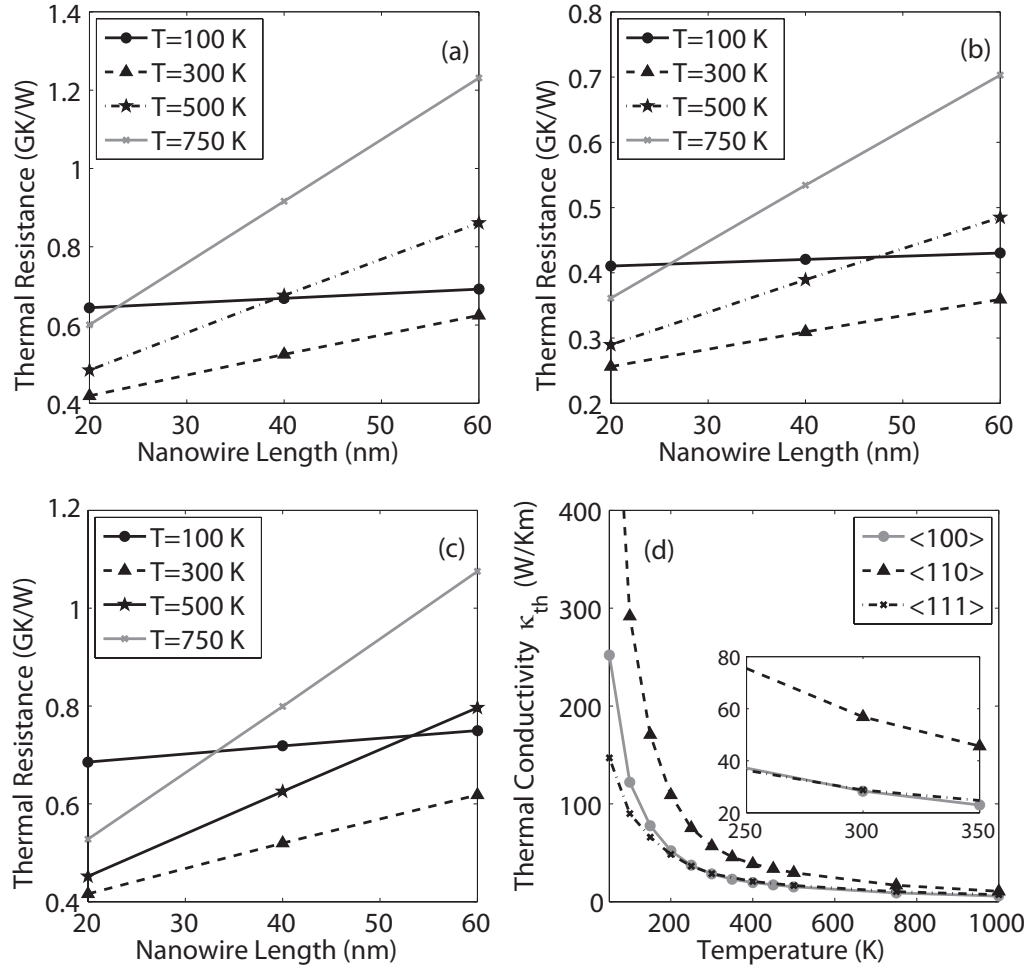 Thermal Resistance (GK/W)
1.4
1.2
1
0.8
0.6
0.4
T=100 K
T=300 K
T=500 K
T=750 K
(a)
20 30 40 50 60
Nanowire Length (nm)
Thermal Resistance (GK/W)
0.8
0.7
0.6
0.5
0.4
0.3
0.2
T=100 K
T=300 K
T=500 K
T=750 K
(b)
20 30 40 50 60
Nanowire Length (nm)
Thermal Resistance (GK/W)
1.2
1
0.8
0.6
0.4
T=100 K
T=300 K
T=500 K
T=750 K
(c)
20 30 40 50 60
Nanowire Length (nm)
Thermal Conductivity κth (W/Km)
400
300
200
100
0
(d)
<100>
<110>
<111>
80
60
40
20
250 300 350
200 400 600 800 1000
Temperature (K)